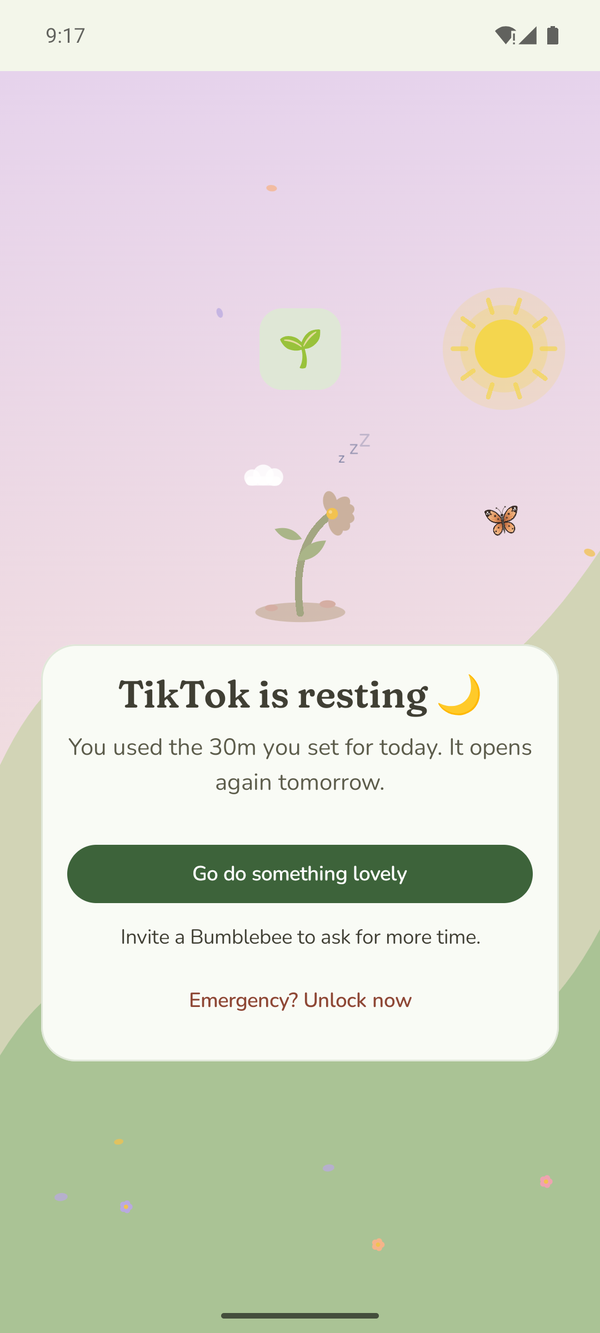 9:17
z z Z
TikTok is resting 🌙
You used the 30m you set for today. It opens
again tomorrow.
Go do something lovely
Invite a Bumblebee to ask for more time.
Emergency? Unlock now